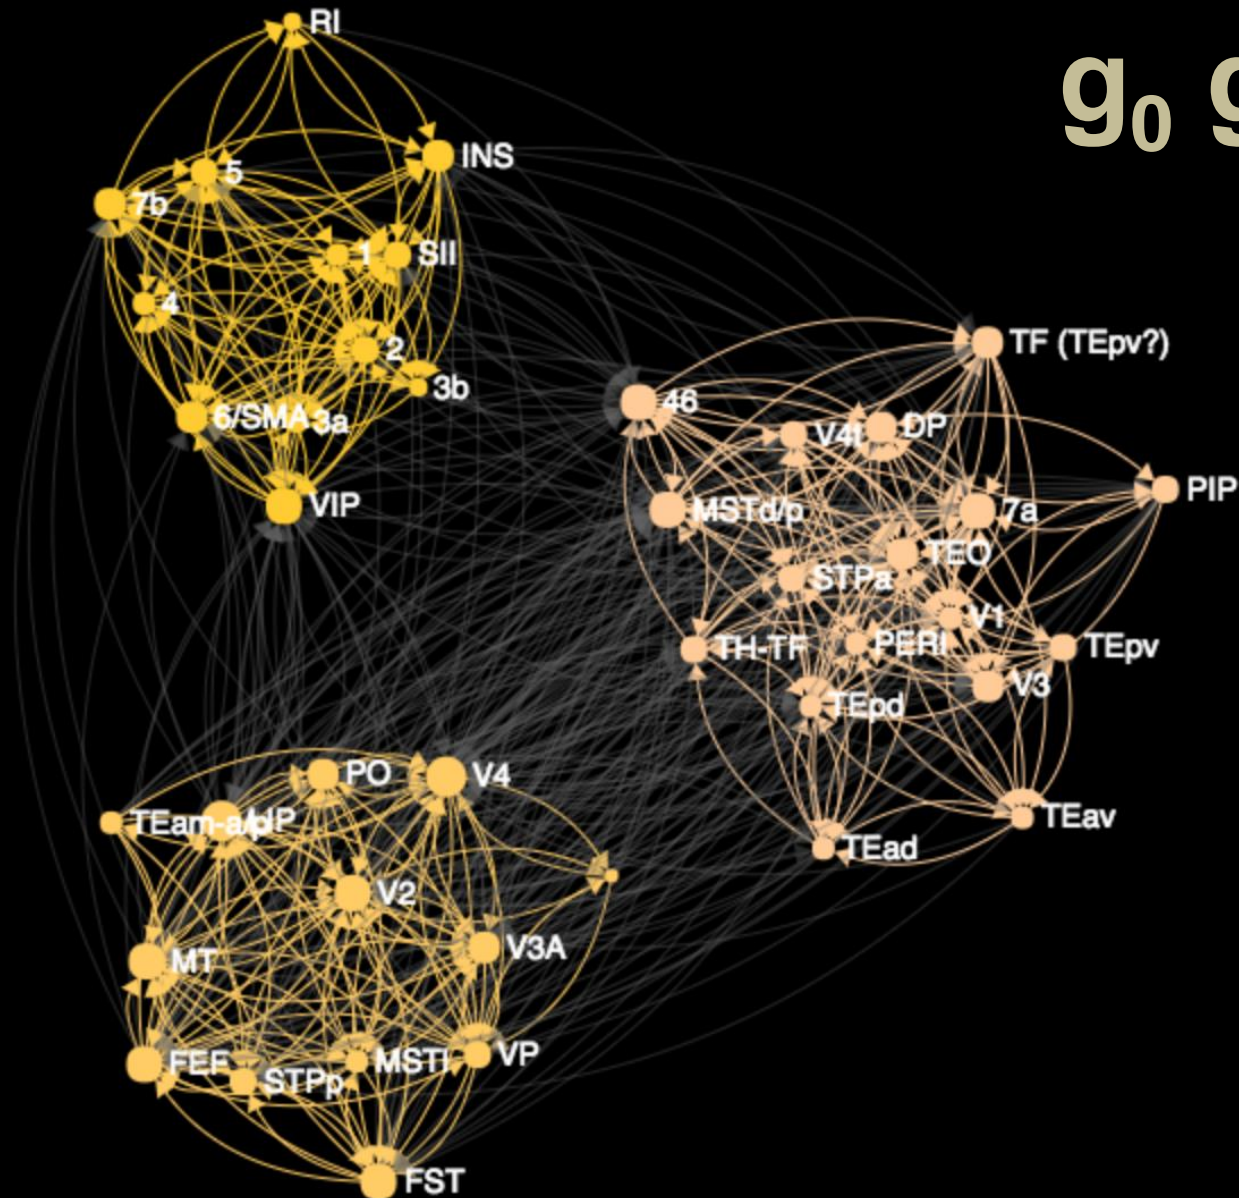 RI
g₀ g
INS
5
7b
1
SII
4
2
3b
6/SMA
3a
VIP
TF (TEpv?)
46
V4t
DP
PIP
MSTd/p
7a
TEO
STPa
V1
TH-TF
PERI
TEpv
V3
TEpd
TEav
TEad
PO
V4
TEam-a/p
LIP
V2
V3A
MT
FEF
STPp
MSTl
VP
FST